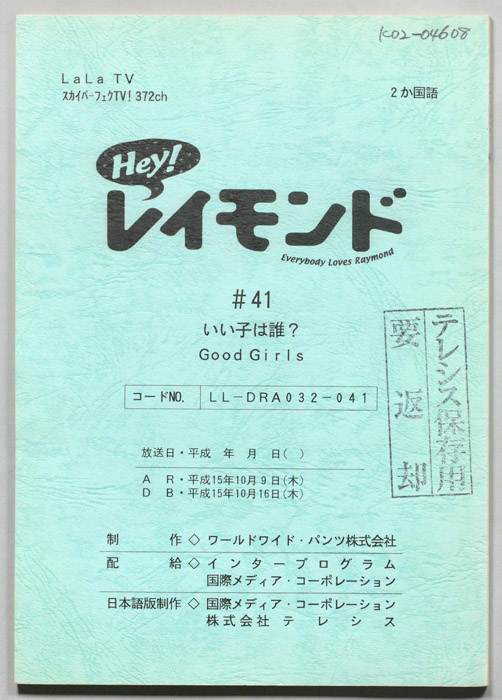 K02-04608
LaLa TV
ｽｶｲﾊﾟｰﾌｪｸTV! 372ch
2か国語
Hey!
レイモンド
Everybody Loves Raymond
#41
いい子は誰?
Good Girls
コードNO. LL-DRA032-041
放送日・平成 年 月 日( )
A R・平成15年10月9日(木)
D B・平成15年10月16日(木)
テレシス保存用
要返却
制 作◇ワールドワイド・パンツ株式会社
配 給◇インタープログラム
国際メディア・コーポレーション
日本語版制作◇国際メディア・コーポレーション
株式会社テレシス